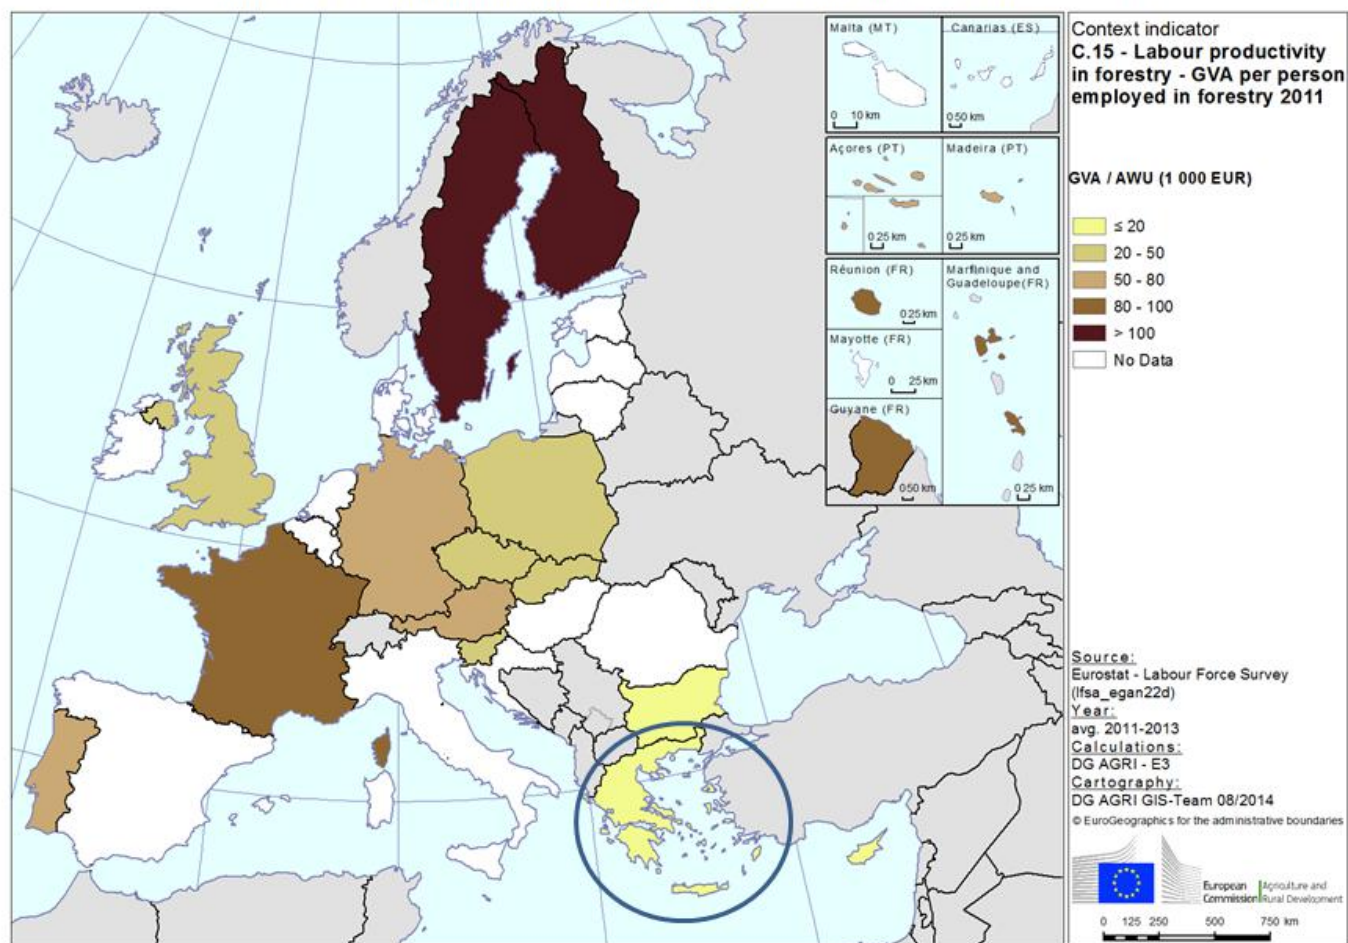 Malta (MT)
0 10 km
Canarias (ES)
0 50 km
Açores (PT)
0 25 km
Madeira (PT)
0 25 km
Réunion (FR)
0 25 km
Mayotte (FR)
0 25 km
Guyane (FR)
0 50 km
Martinique and
Guadeloupe(FR)
0 25 km
Context indicator
C.15 - Labour productivity
in forestry - GVA per person
employed in forestry 2011
GVA / AWU (1 000 EUR)
≤ 20
20 - 50
50 - 80
80 - 100
> 100
No Data
Source:
Eurostat - Labour Force Survey
(lfsa_egan22d)
Year:
avg. 2011-2013
Calculations:
DG AGRI - E3
Cartography:
DG AGRI GIS-Team 08/2014
© EuroGeographics for the administrative boundaries
European
Commission
Agriculture and
Rural Development
0 125 250 500 750 km